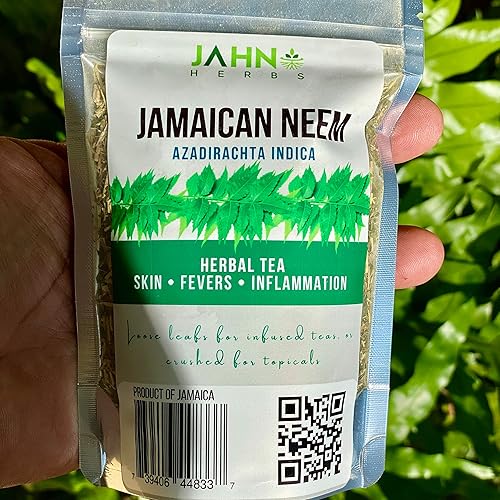 JAHN
HERBS
JAMAICAN NEEM
AZADIRACHTA INDICA
HERBAL TEA
SKIN • FEVERS • INFLAMMATION
Loose leafs for infused teas, or
crushed for topicals
PRODUCT OF JAMAICA
7 39406 44833 7